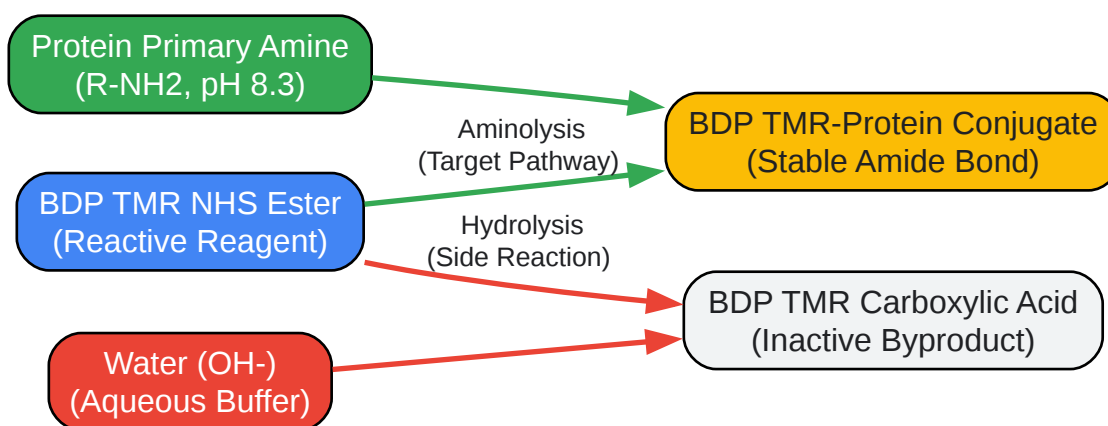 Protein Primary Amine
(R-NH2, pH 8.3)
BDP TMR NHS Ester
(Reactive Reagent)
Water (OH-)
(Aqueous Buffer)
Aminolysis
(Target Pathway)
Hydrolysis
(Side Reaction)
BDP TMR-Protein Conjugate
(Stable Amide Bond)
BDP TMR Carboxylic Acid
(Inactive Byproduct)